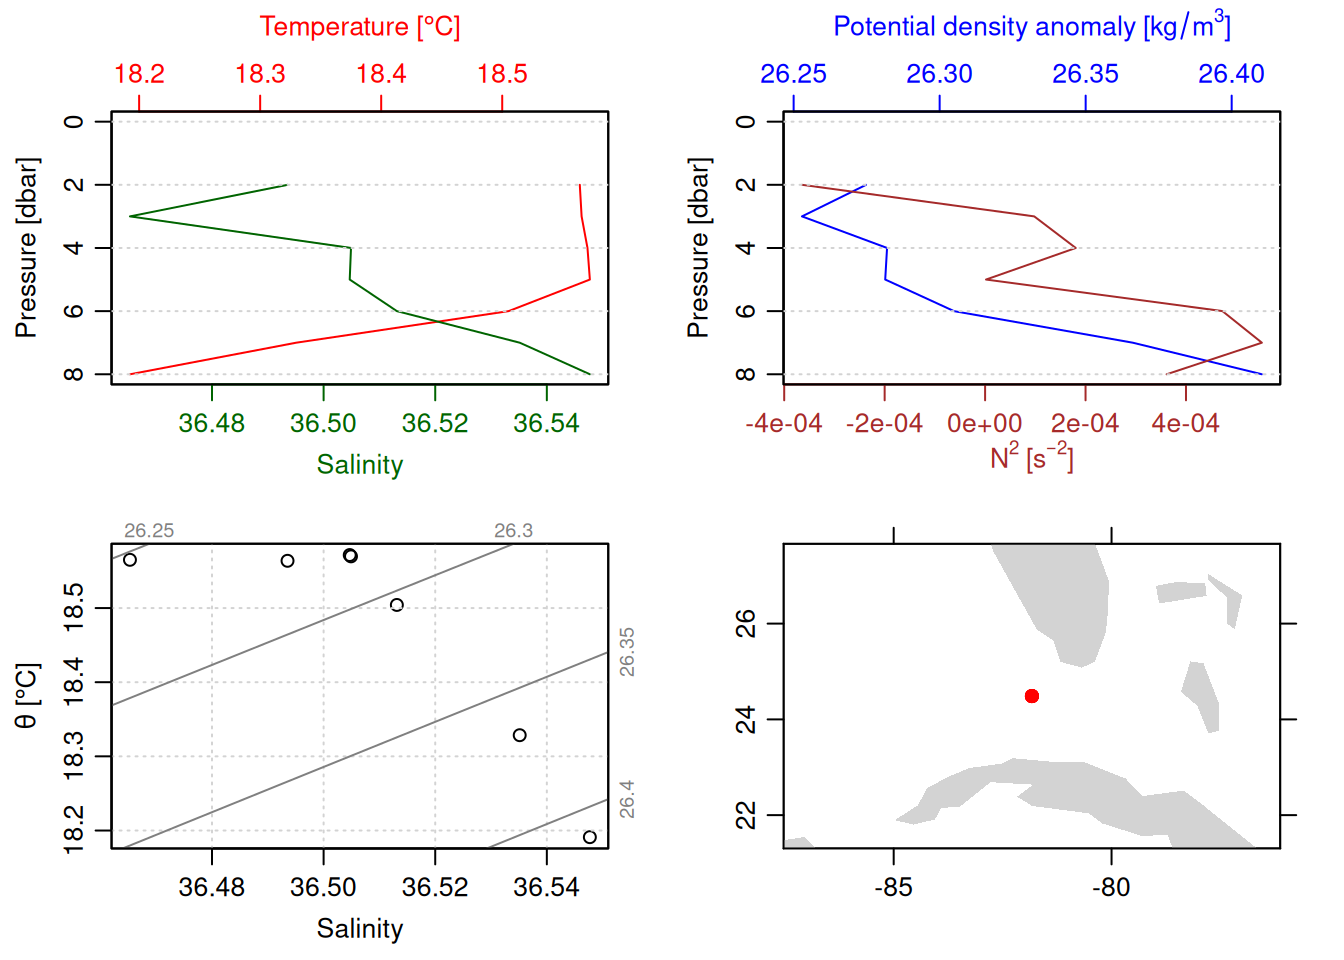 Temperature [°C]
18.2 18.3 18.4 18.5
Pressure [dbar]
0
2
4
6
8
36.48 36.50 36.52 36.54
Salinity
Potential density anomaly [kg/m³]
26.25 26.30 26.35 26.40
Pressure [dbar]
0
2
4
6
8
-4e-04 -2e-04 0e+00 2e-04 4e-04
N² [s⁻²]
26.25 26.3
θ [°C]
18.5
18.4
18.3
18.2
26.35
26.4
36.48 36.50 36.52 36.54
Salinity
26
24
22
-85 -80